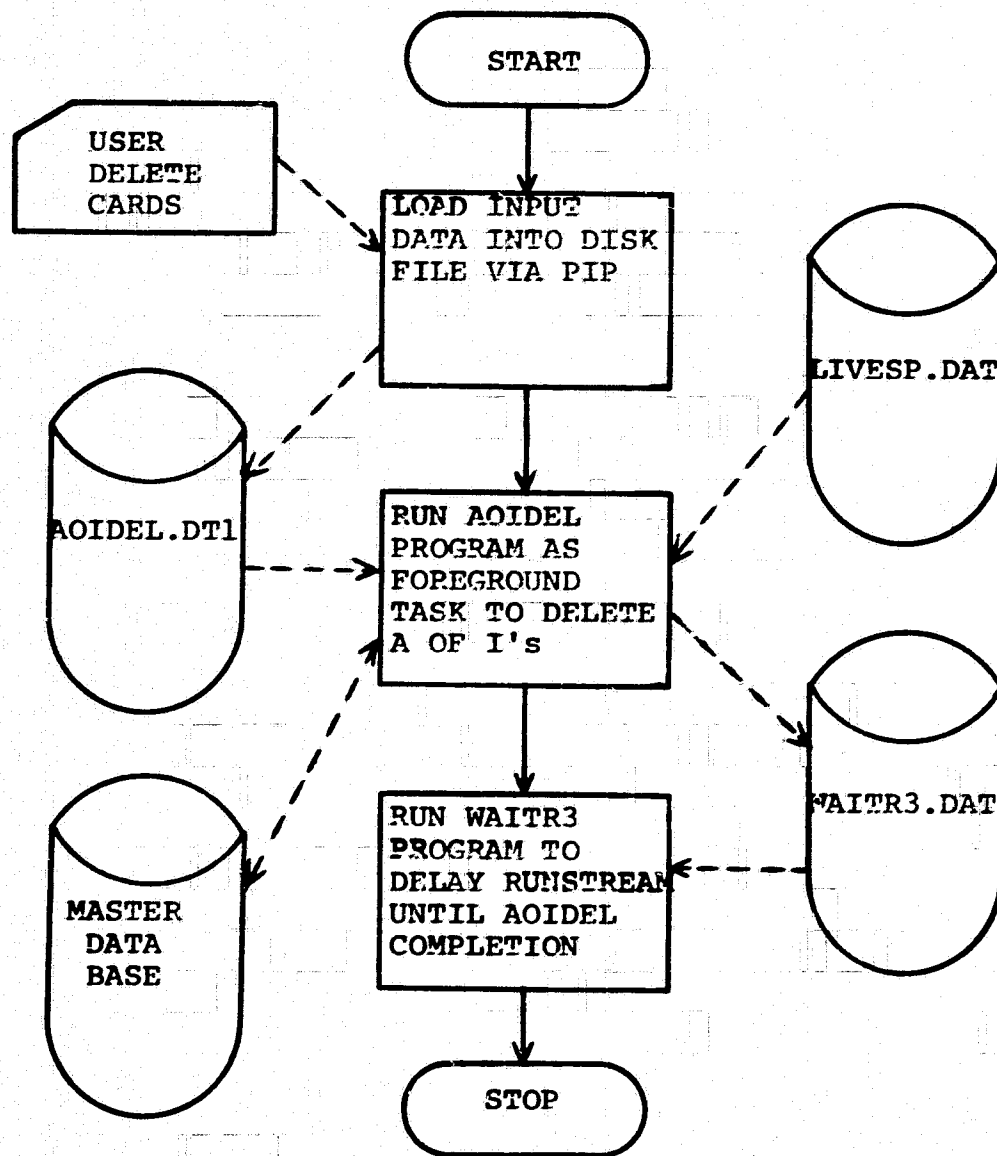 START
USER
DELETE
CARDS
LOAD INPUT
DATA INTO DISK
FILE VIA PIP
LIVESP.DAT
AOIDEL.DT1
RUN AOIDEL
PROGRAM AS
FOREGROUND
TASK TO DELETE
A OF I's
WAITR3.DAT
MASTER
DATA
BASE
RUN WAITR3
PROGRAM TO
DELAY RUNSTREAM
UNTIL AOIDEL
COMPLETION
STOP